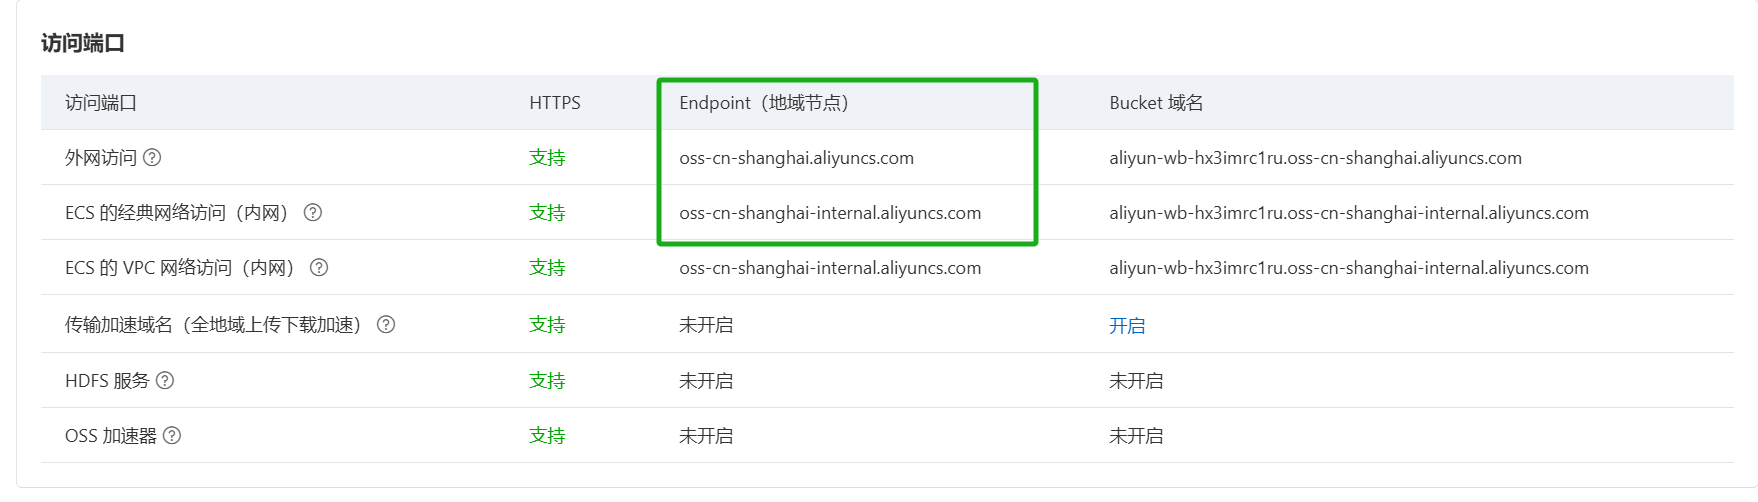 访问端口
访问端口 HTTPS Endpoint（地域节点） Bucket 域名
外网访问 支持 oss-cn-shanghai.aliyuncs.com aliyun-wb-hx3imrc1ru.oss-cn-shanghai.aliyuncs.com
ECS 的经典网络访问（内网） 支持 oss-cn-shanghai-internal.aliyuncs.com aliyun-wb-hx3imrc1ru.oss-cn-shanghai-internal.aliyuncs.com
ECS 的 VPC 网络访问（内网） 支持 oss-cn-shanghai-internal.aliyuncs.com aliyun-wb-hx3imrc1ru.oss-cn-shanghai-internal.aliyuncs.com
传输加速域名（全地域上传下载加速） 支持 未开启 开启
HDFS 服务 支持 未开启 未开启
OSS 加速器 支持 未开启 未开启